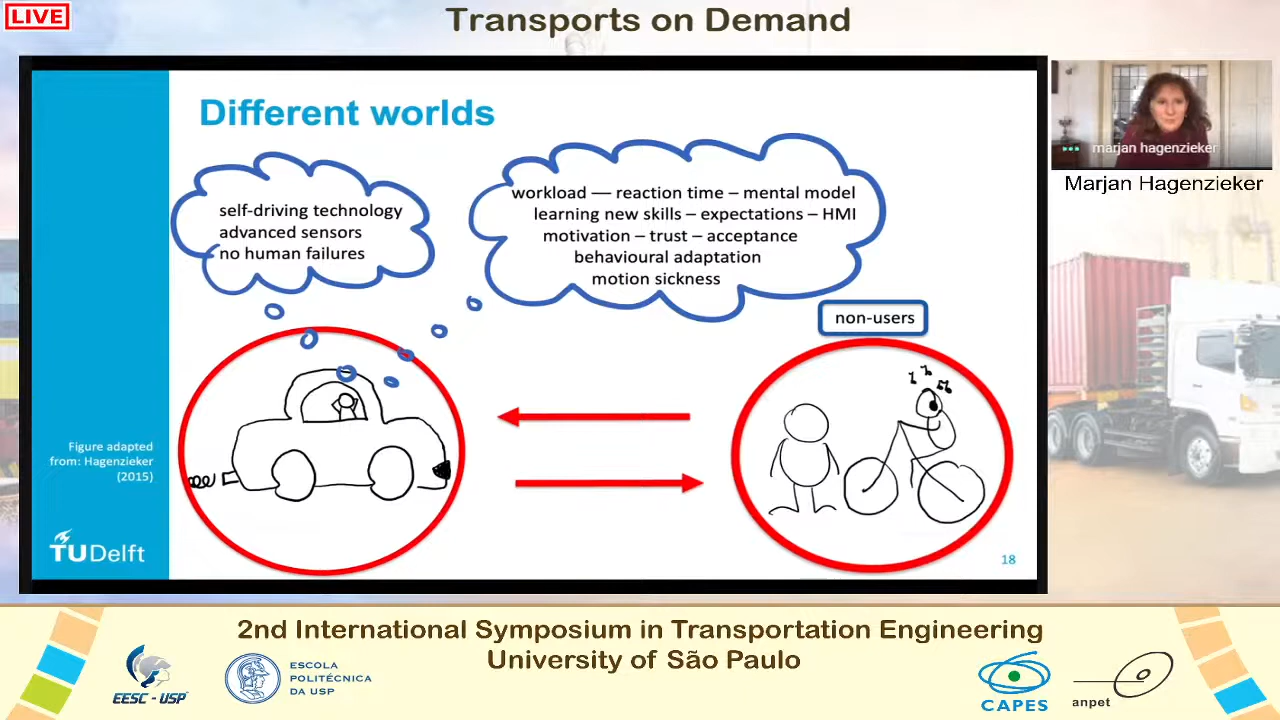 LIVE
Transports on Demand
Different worlds
self-driving technology
advanced sensors
no human failures
workload — reaction time – mental model
learning new skills – expectations – HMI
motivation – trust – acceptance
behavioural adaptation
motion sickness
non-users
Figure adapted
from: Hagenzieker
(2015)
TUDelft
18
marjan hagenzieker
Marjan Hagenzieker
2nd International Symposium in Transportation Engineering
University of São Paulo
EESC - USP
ESCOLA
POLITÉCNICA
DA USP
CAPES
anpet